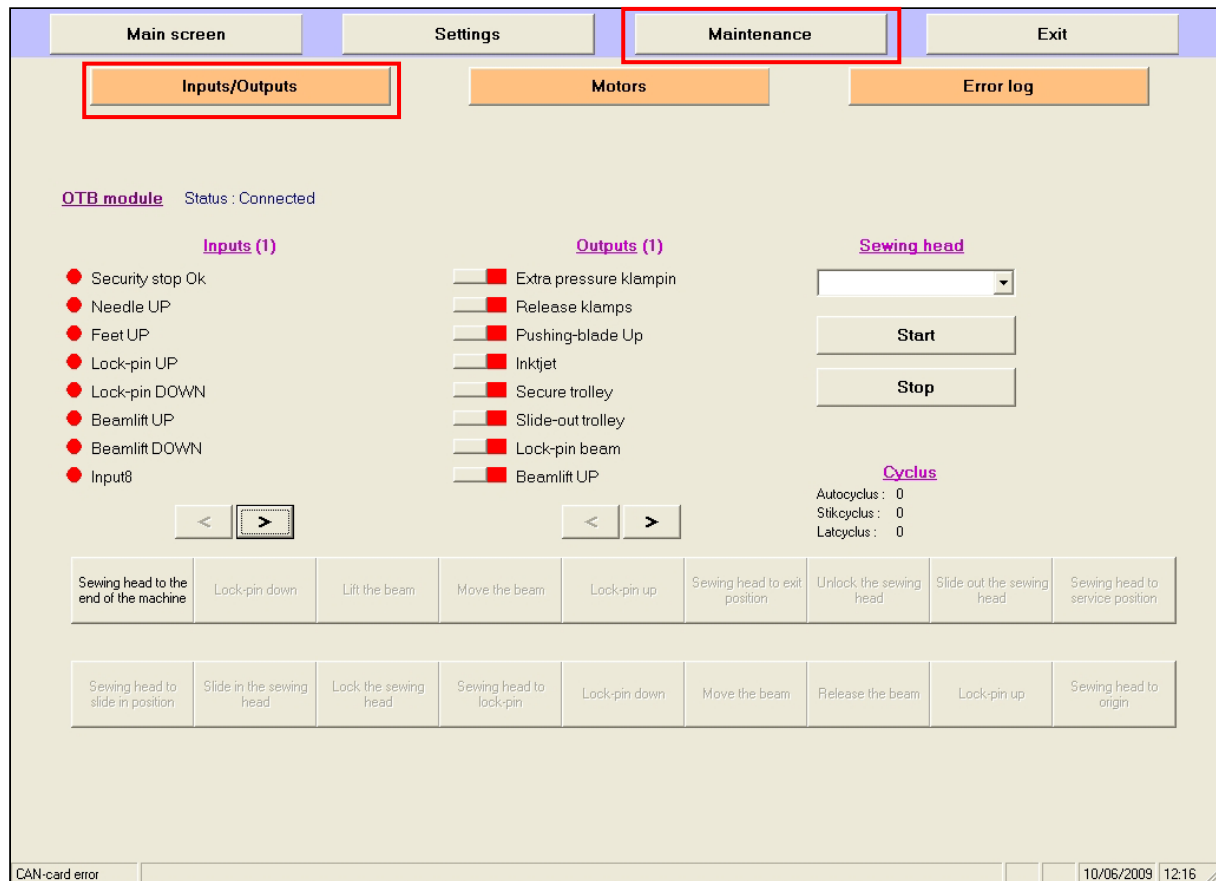 Main screen
Settings
Maintenance
Exit
Inputs/Outputs
Motors
Error log
OTB module
Status : Connected
Inputs (1)
Security stop Ok
Needle UP
Feet UP
Lock-pin UP
Lock-pin DOWN
Beamlift UP
Beamlift DOWN
Input8
<
>
Outputs (1)
Extra pressure klampin
Release klamps
Pushing-blade Up
Inktjet
Secure trolley
Slide-out trolley
Lock-pin beam
Beamlift UP
<
>
Sewing head
Start
Stop
Cyclus
Autocyclus : 0
Stikcyclus : 0
Latcyclus : 0
Sewing head to the
end of the machine
Lock-pin down
Lift the beam
Move the beam
Lock-pin up
Sewing head to exit
position
Unlock the sewing
head
Slide out the sewing
head
Sewing head to
service position
Sewing head to
slide in position
Slide in the sewing
head
Lock the sewing
head
Sewing head to
lock-pin
Lock-pin down
Move the beam
Release the beam
Lock-pin up
Sewing head to
origin
CAN-card error
10/06/2009
12:16